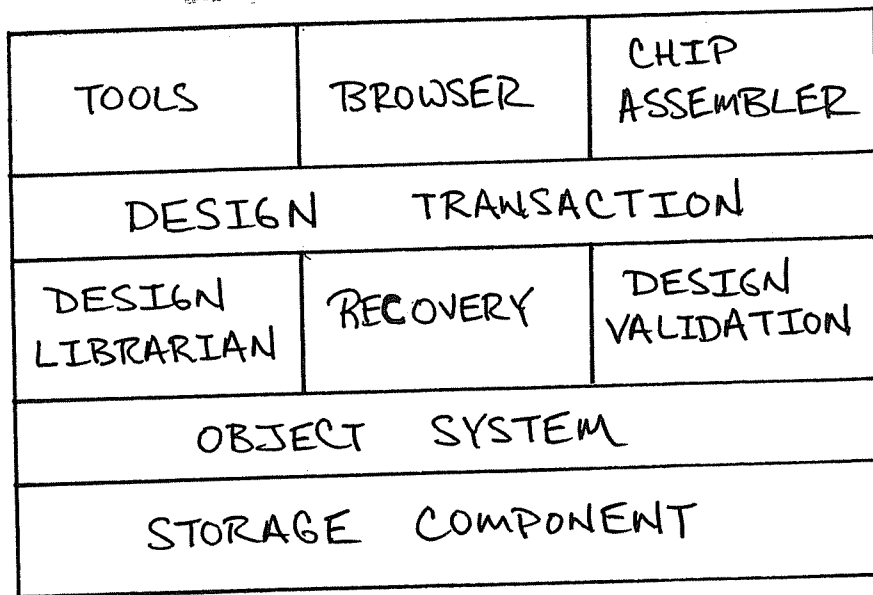 TOOLS
BROWSER
CHIP
ASSEMBLER
DESIGN TRANSACTION
DESIGN
LIBRARIAN
RECOVERY
DESIGN
VALIDATION
OBJECT SYSTEM
STORAGE COMPONENT